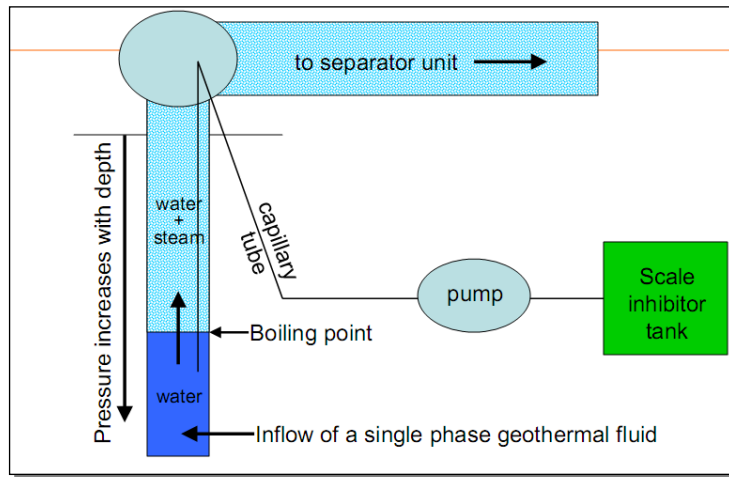 to separator unit
Pressure increases with depth
water
+
steam
capillary
tube
pump
Scale
inhibitor
tank
Boiling point
water
Inflow of a single phase geothermal fluid